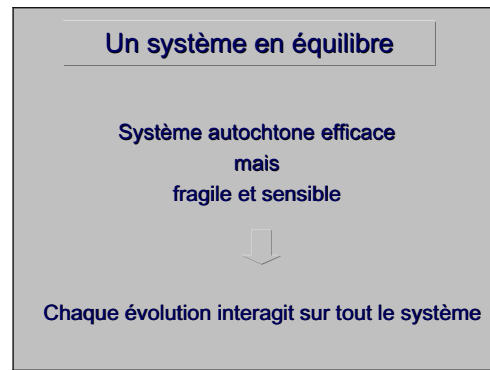 Un système en équilibre
Système autochtone efficace
mais
fragile et sensible
Chaque évolution interagit sur tout le système